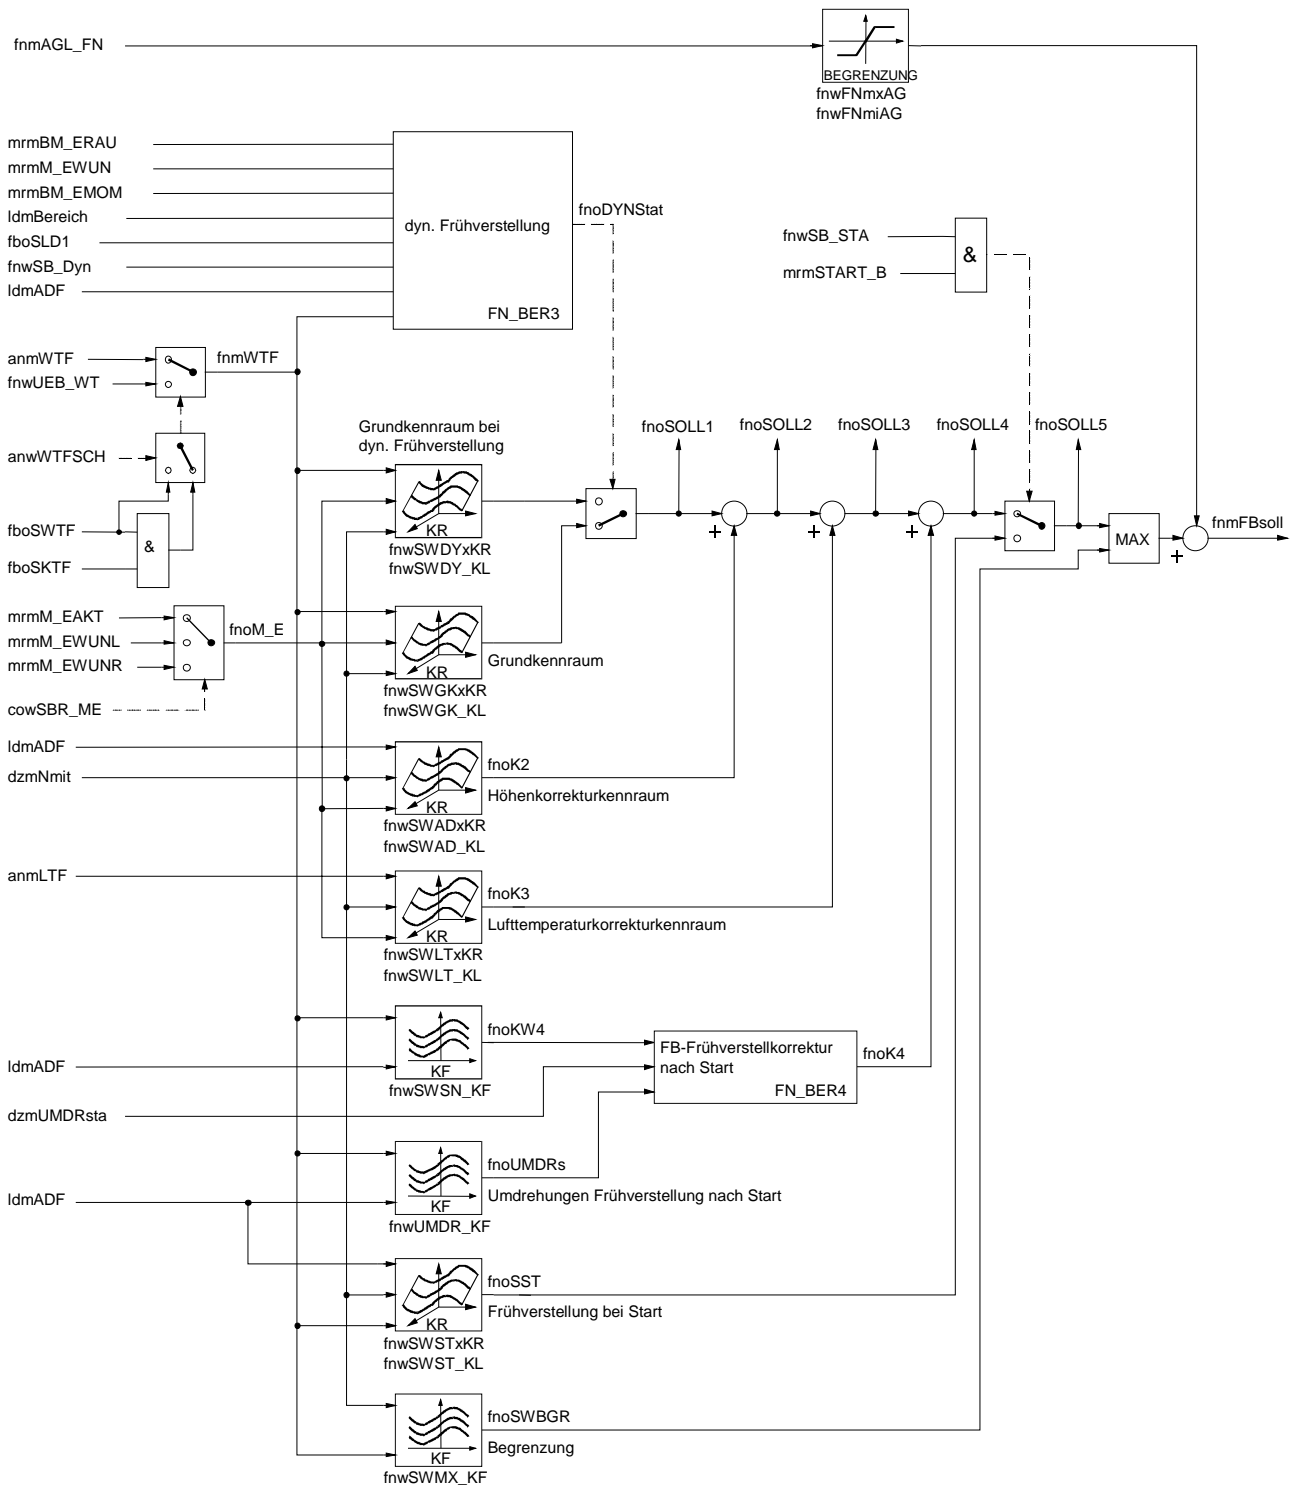 fnmAGL_FN
BEGRENZUNG
fnwFNmxAG
fnwFNmiAG
mrmBM_ERAU
mrmM_EWUN
mrmBM_EMOM
ldmBereich
fboSLD1
fnwSB_Dyn
ldmADF
dyn. Frühverstellung
FN_BER3
fnoDYNStat
fnwSB_STA
mrmSTART_B
&
anmWTF
fnwUEB_WT
fnmWTF
anwWTFSCH
fboSWTF
fboSKTF
&
mrmM_EAKT
mrmM_EWUNL
mrmM_EWUNR
fnoM_E
cowSBR_ME
Grundkennraum bei
dyn. Frühverstellung
KR
fnwSWDYxKR
fnwSWDY_KL
fnoSOLL1
fnoSOLL2
fnoSOLL3
fnoSOLL4
fnoSOLL5
+
+
+
MAX
+
fnmFBsoll
KR
Grundkennraum
fnwSWGKxKR
fnwSWGK_KL
ldmADF
dzmNmit
KR
fnoK2
Höhenkorrekturkennraum
fnwSWADxKR
fnwSWAD_KL
anmLTF
KR
fnoK3
Lufttemperaturkorrekturkennraum
fnwSWLTxKR
fnwSWLT_KL
ldmADF
KF
fnoKW4
fnwSWSN_KF
FB-Frühverstellkorrektur
nach Start
FN_BER4
fnoK4
dzmUMDRsta
KF
fnoUMDRs
Umdrehungen Frühverstellung nach Start
fnwUMDR_KF
ldmADF
KR
fnoSST
Frühverstellung bei Start
fnwSWSTxKR
fnwSWST_KL
KF
fnoSWBGR
Begrenzung
fnwSWMX_KF